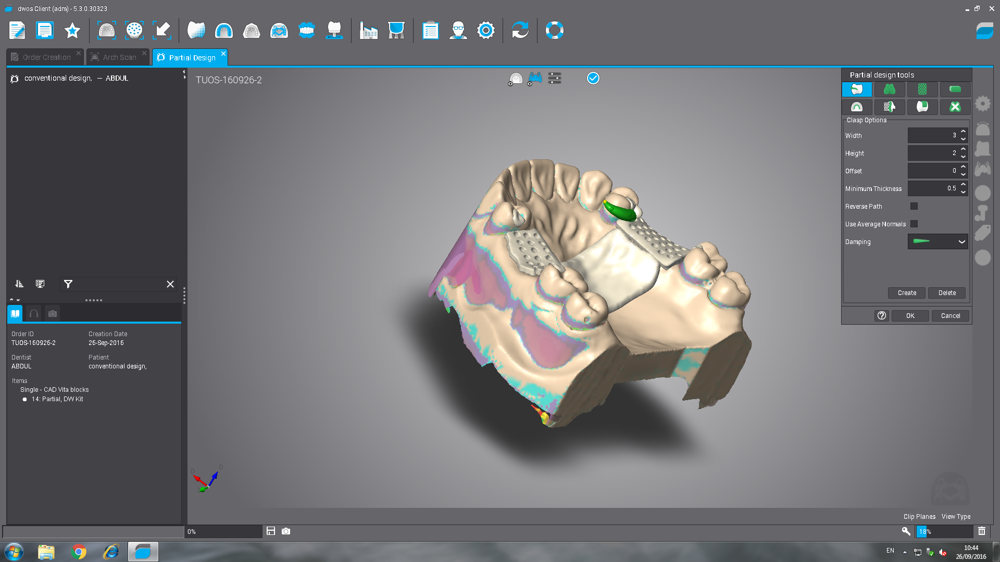 dwos Client (adm) - 5.3.0.30323
Order Creation
Arch Scan
Partial Design
conventional design, — ABDUL
TUOS-160926-2
Partial design tools
Clasp Options
Width 3
Height 2
Offset 0
Minimum Thickness 0.5
Reverse Path
Use Average Normals
Damping
Create Delete
OK Cancel
Order ID Creation Date
TUOS-160926-2 26-Sep-2016
Dentist Patient
ABDUL conventional design,
Items
Single - CAD Vita blocks
14: Partial, DW Kit
D O
Clip Planes View Type
0%
18%
EN
10:44
26/09/2016